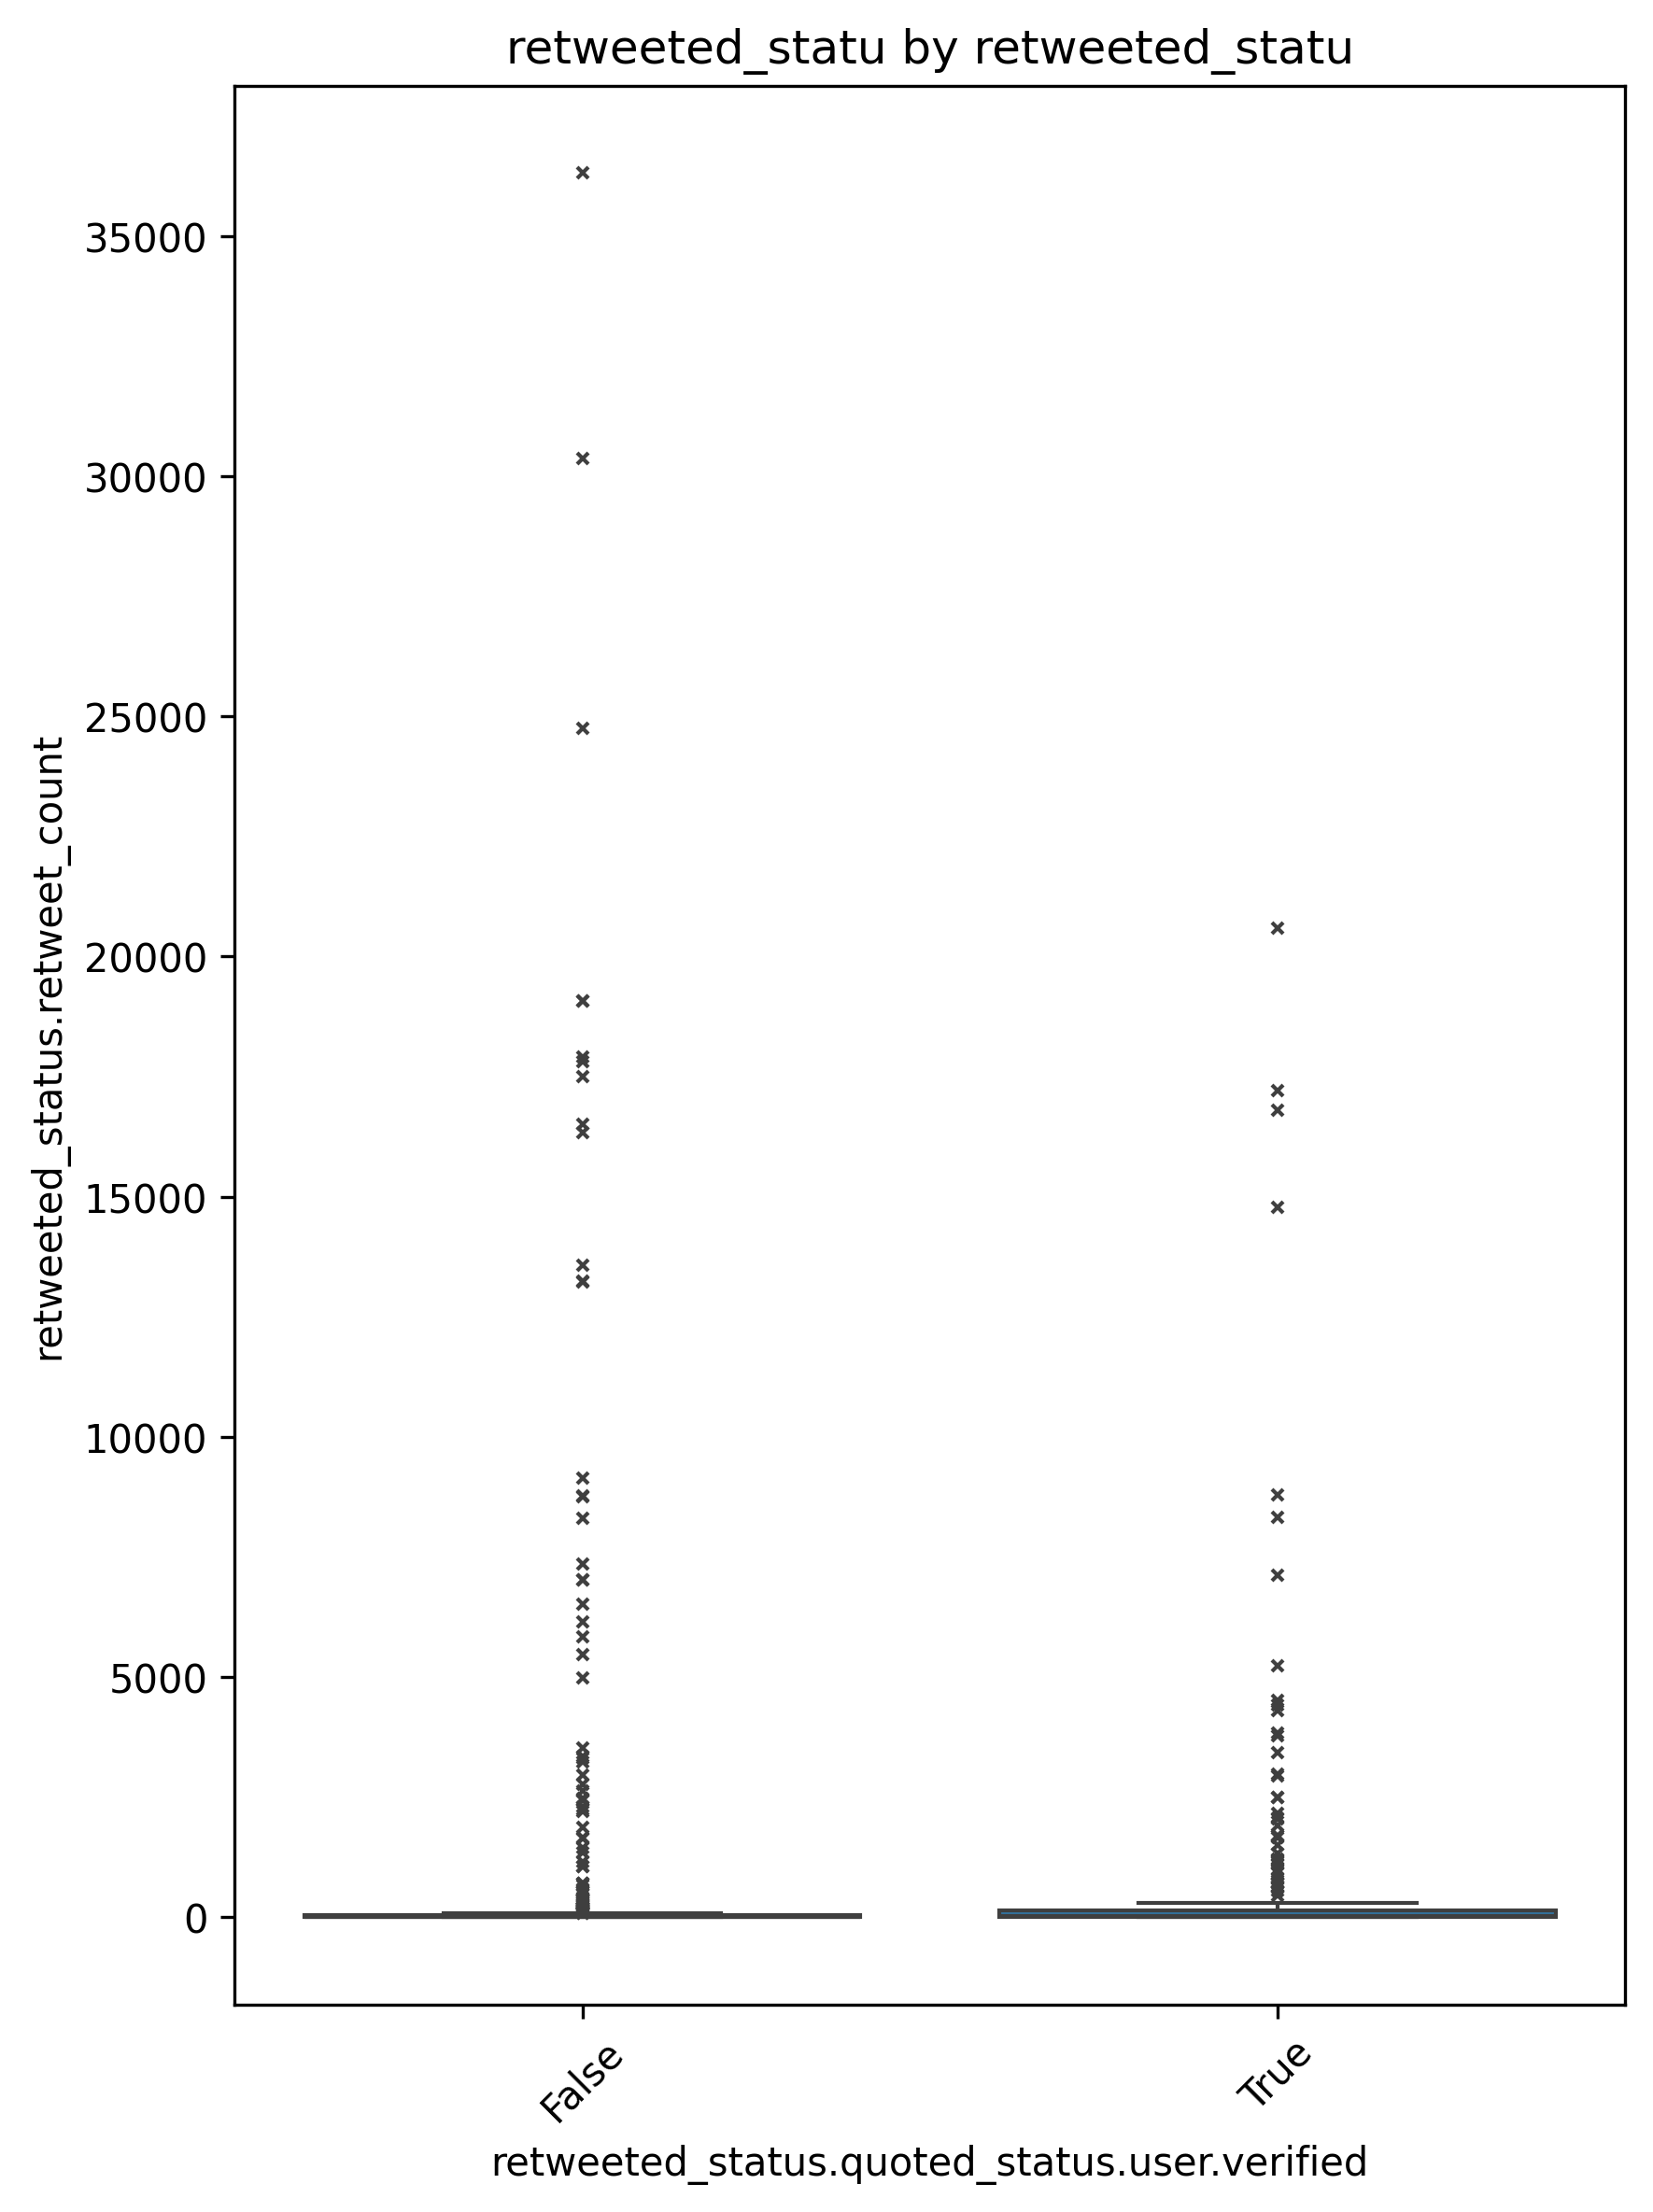 retweeted_statu by retweeted_statu
retweeted_status.retweet_count
35000
30000
25000
20000
15000
10000
5000
0
False
True
retweeted_status.quoted_status.user.verified